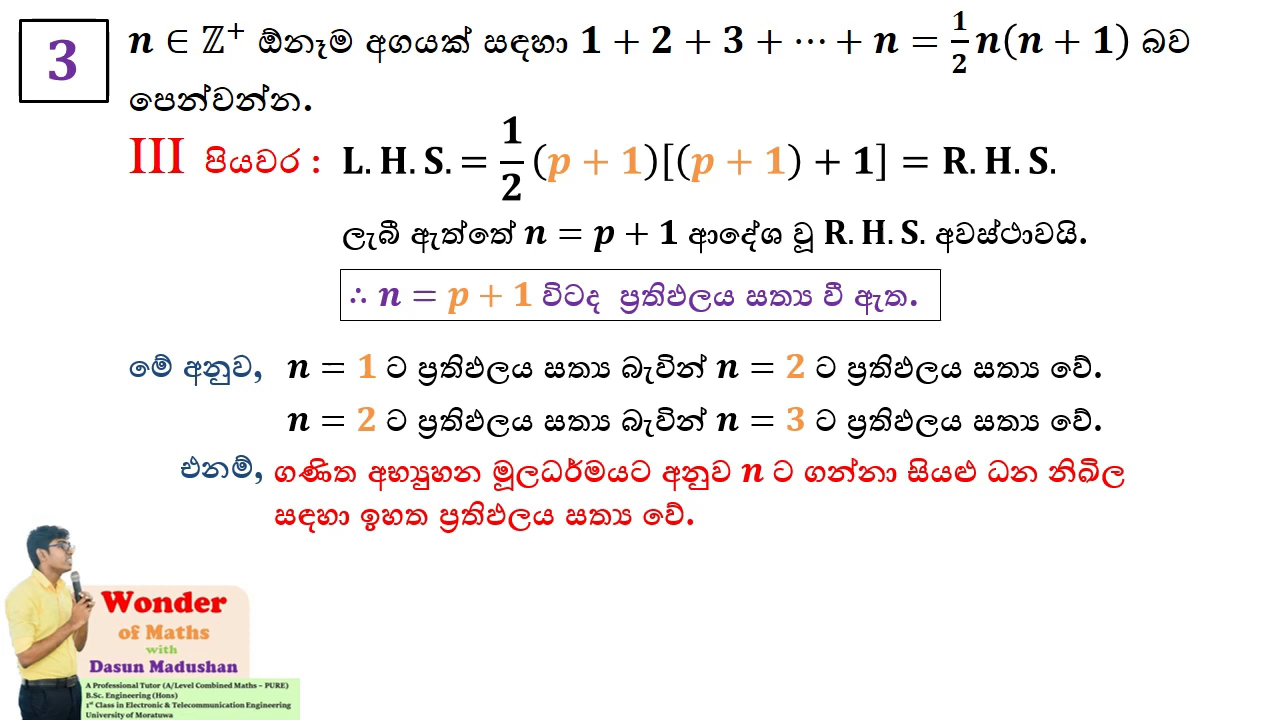 3
n ∈ ℤ⁺ ඕනෑම අගයක් සඳහා 1 + 2 + 3 + ⋯ + n = 1/2 n(n + 1) බව
පෙන්වන්න.
III පියවර : L. H. S. = 1/2 (p + 1)[(p + 1) + 1] = R. H. S.
ලැබී ඇත්තේ n = p + 1 ආදේශ වූ R. H. S. අවස්ථාවයි.
∴ n = p + 1 විටද ප්‍රතිඵලය සත්‍ය වී ඇත.
මේ අනුව, n = 1 ට ප්‍රතිඵලය සත්‍ය බැවින් n = 2 ට ප්‍රතිඵලය සත්‍ය වේ.
n = 2 ට ප්‍රතිඵලය සත්‍ය බැවින් n = 3 ට ප්‍රතිඵලය සත්‍ය වේ.
එනම්, ගණිත අභ්‍යුහන මූලධර්මයට අනුව n ට ගන්නා සියළු ධන නිඛිල
සඳහා ඉහත ප්‍රතිඵලය සත්‍ය වේ.
Wonder
of Maths
with
Dasun Madushan
A Professional Tutor (A/Level Combined Maths – PURE)
B.Sc. Engineering (Hons)
1st Class in Electronic & Telecommunication Engineering
University of Moratuwa